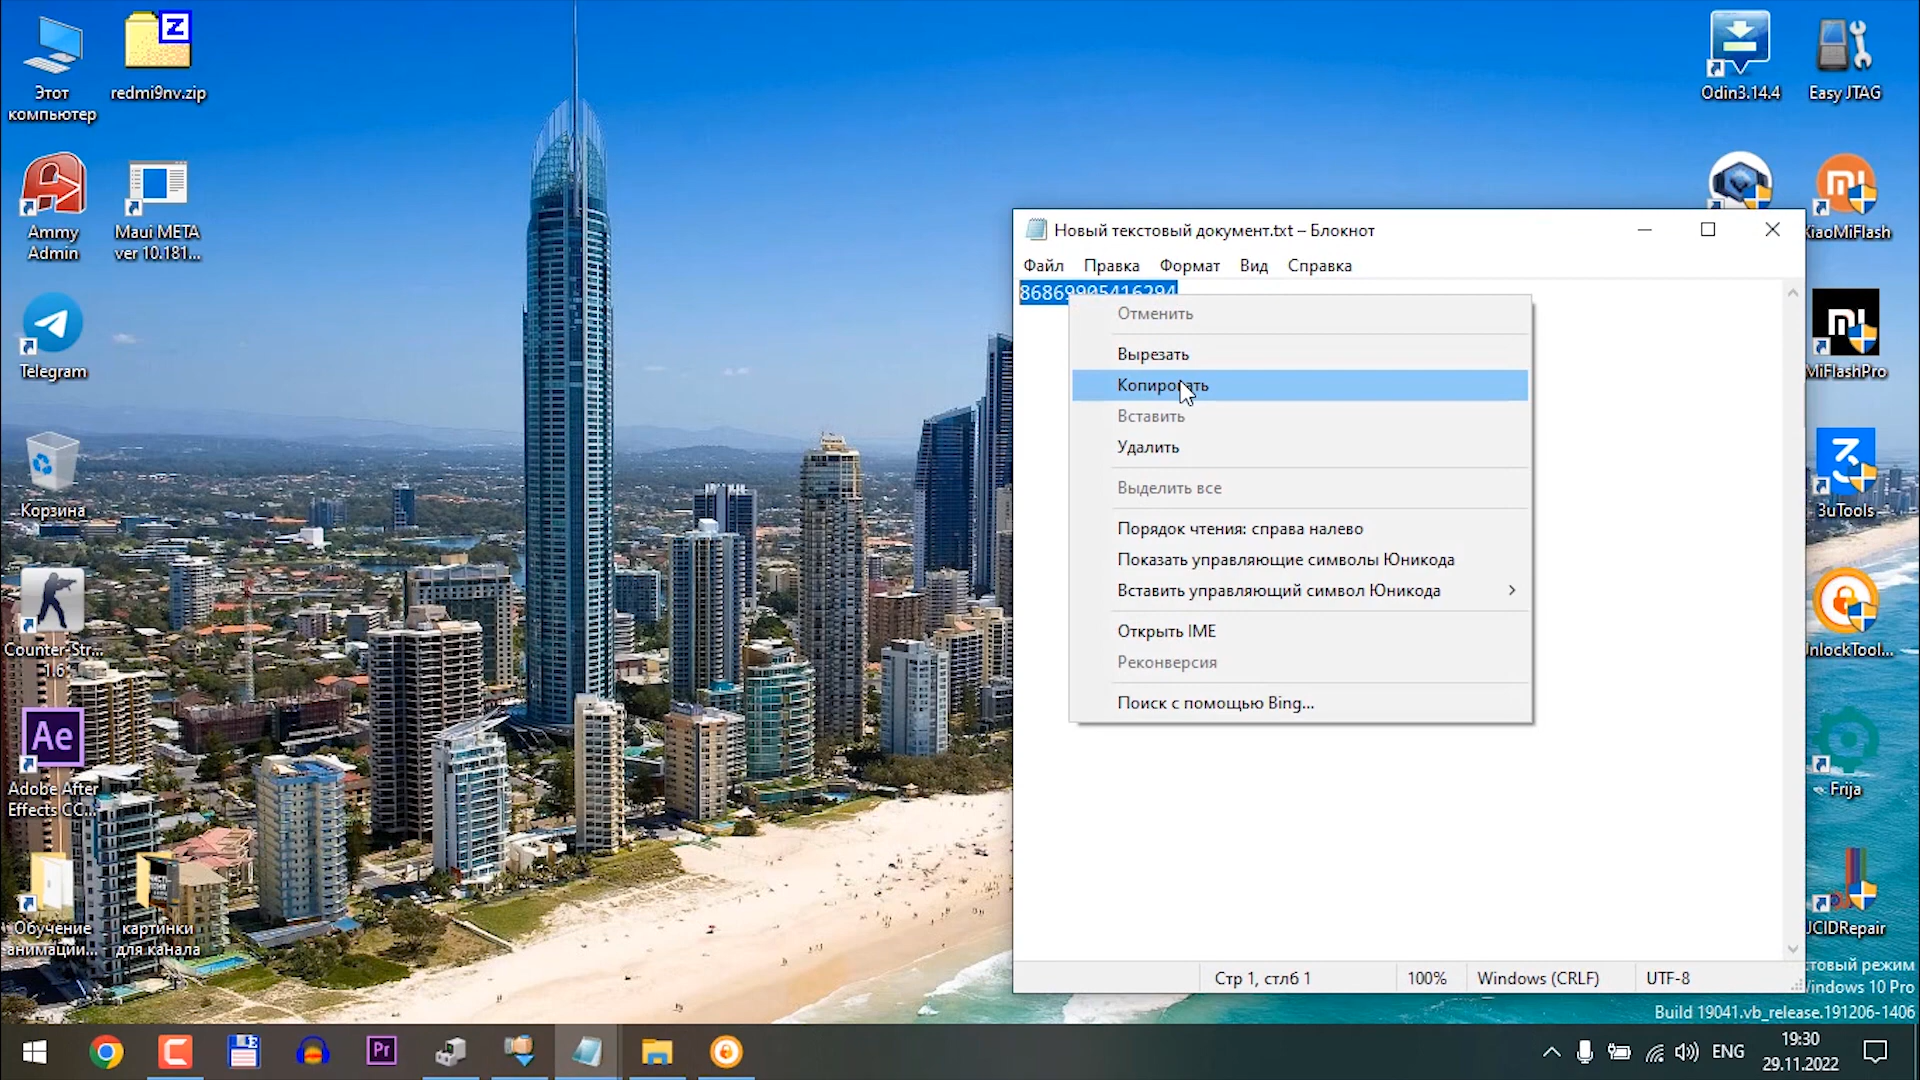 Этот
компьютер
redmi9nv.zip
Odin3.14.4
Easy JTAG
Ammy
Admin
Maui META
ver 10.181...
XiaoMiFlash
Telegram
MiFlashPro
Корзина
3uTools
Counter-Str...
1.6
UnlockTool...
Ae
Adobe After
Effects CC...
Frija
Обучение
анимации...
картинки
для канала
JCIDRepair
Новый текстовый документ.txt – Блокнот
Файл Правка Формат Вид Справка
86869905416294
Отменить
Вырезать
Копировать
Вставить
Удалить
Выделить все
Порядок чтения: справа налево
Показать управляющие символы Юникода
Вставить управляющий символ Юникода
Открыть IME
Реконверсия
Поиск с помощью Bing...
Стр 1, стлб 1 100% Windows (CRLF) UTF-8
товый режим
Windows 10 Pro
Build 19041.vb_release.191206-1406
Pr
ENG
19:30
29.11.2022